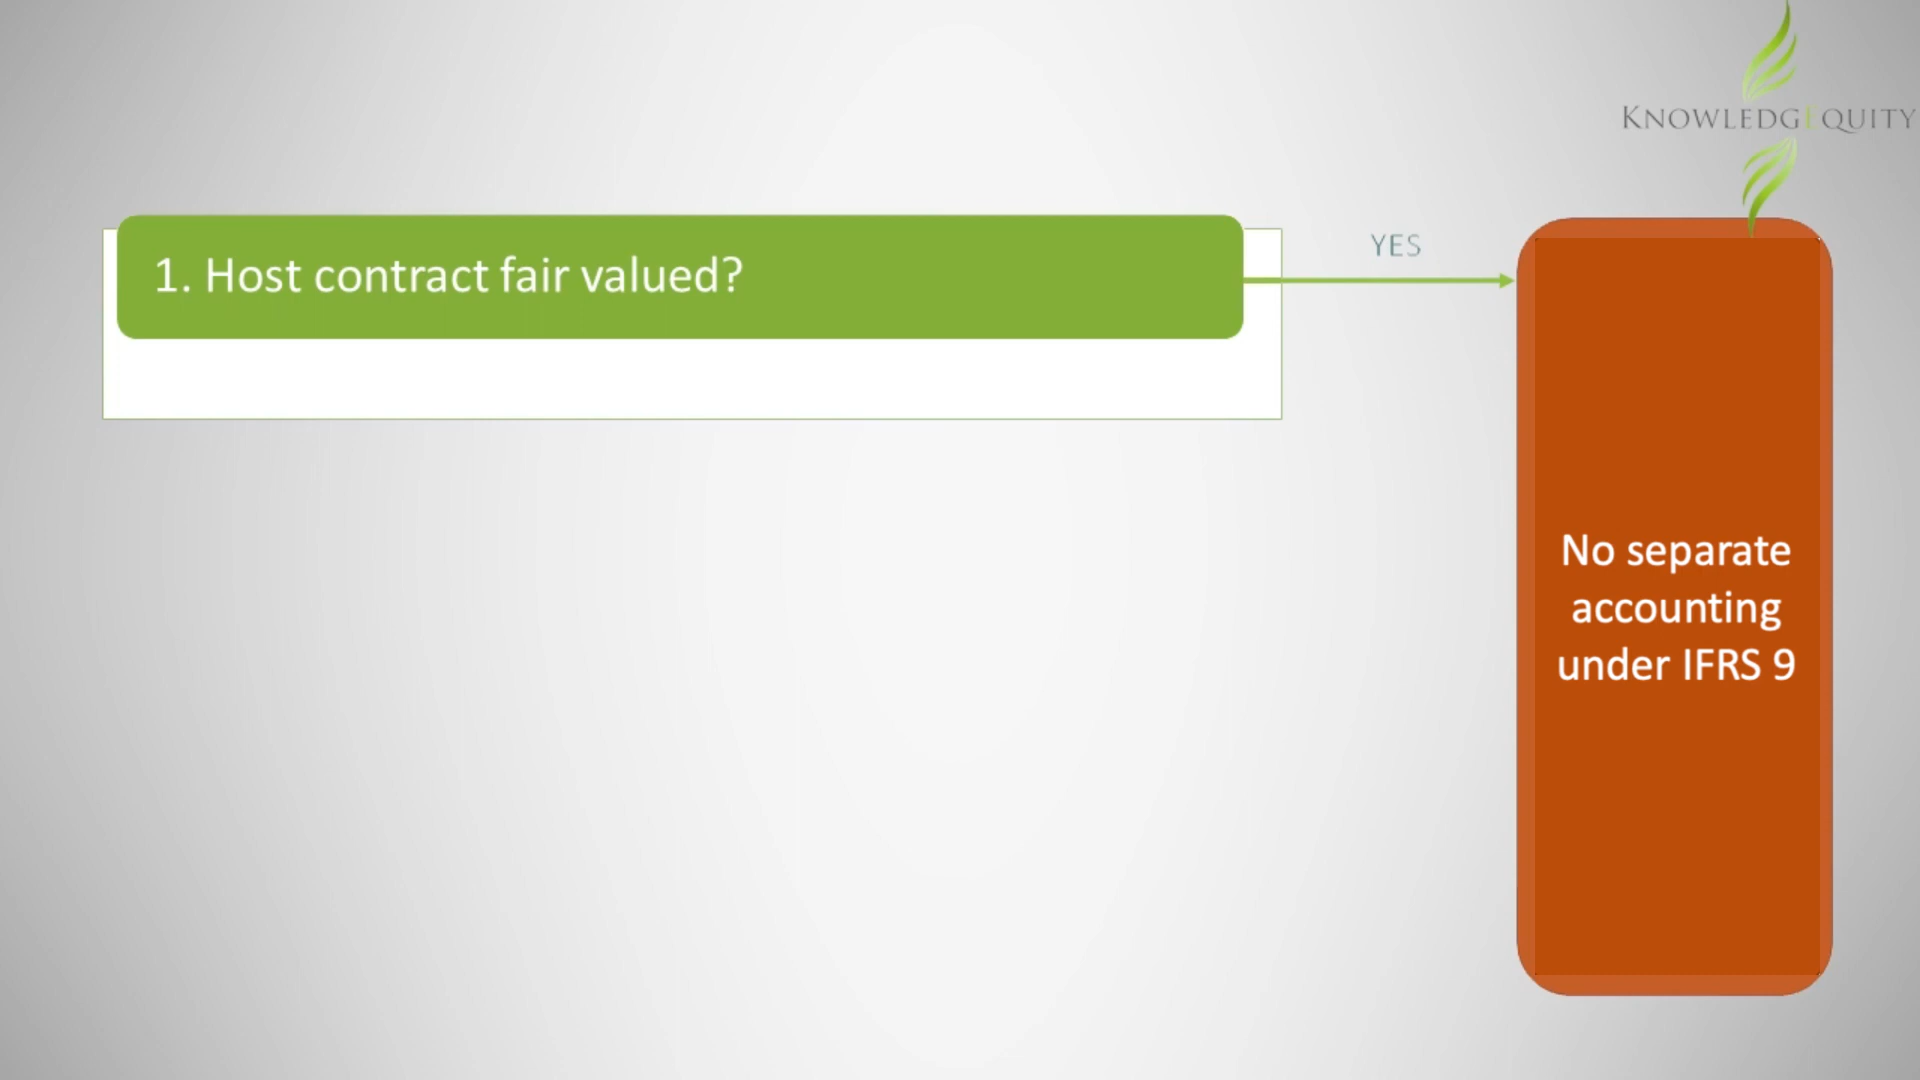 KNOWLEDGEQUITY
1. Host contract fair valued?
YES
No separate
accounting
under IFRS 9